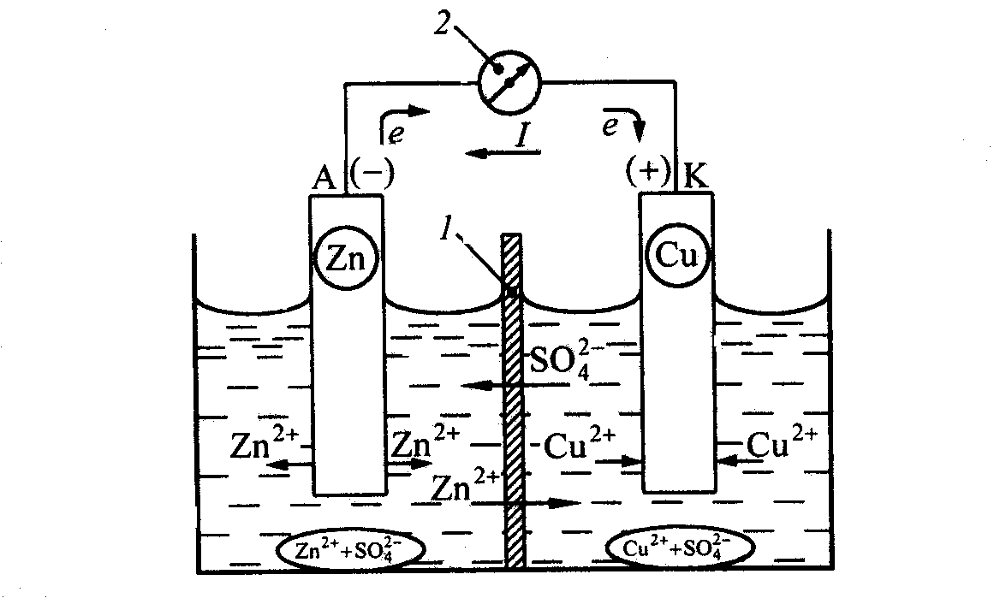 2
e
e
I
A (−)
(+) K
1
Zn
Cu
SO₄²⁻
Zn²⁺
Zn²⁺
Cu²⁺
Cu²⁺
Zn²⁺
Zn²⁺+SO₄²⁻
Cu²⁺+SO₄²⁻